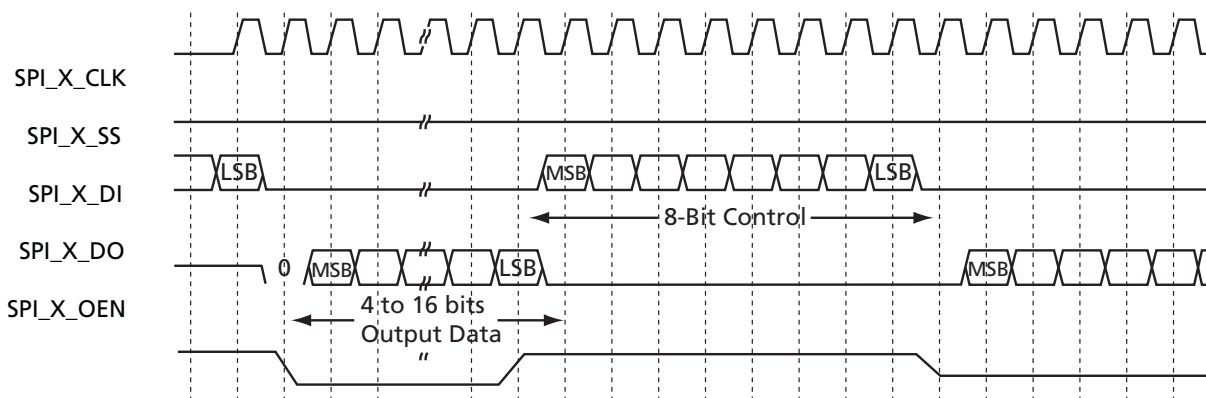 SPI_X_CLK
SPI_X_SS
LSB
MSB
LSB
SPI_X_DI
8-Bit Control
SPI_X_DO
0
MSB
LSB
MSB
SPI_X_OEN
4 to 16 bits
Output Data